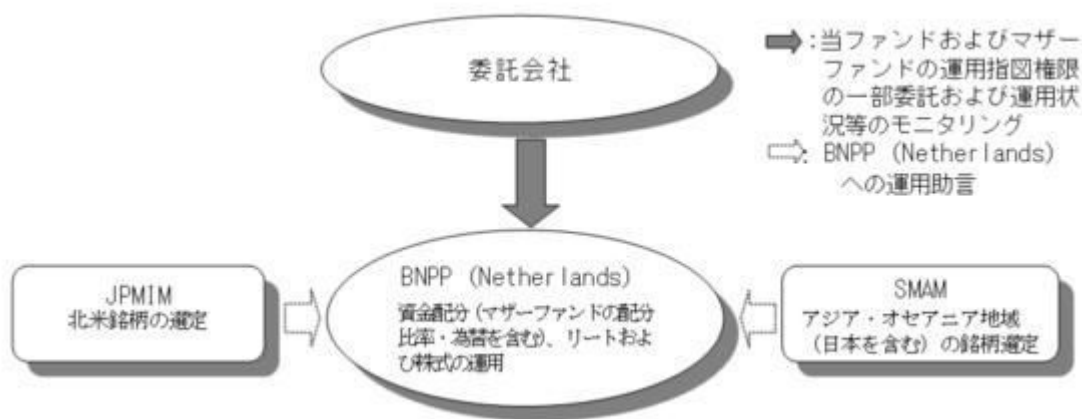 委託会社
:当ファンドおよびマザー
ファンドの運用指図権限
の一部委託および運用状
況等のモニタリング
: BNPP (Netherlands)
への運用助言
JPMIM
北米銘柄の選定
BNPP (Netherlands)
資金配分(マザーファンドの配分
比率・為替を含む)、リートおよ
び株式の運用
SMAM
アジア・オセアニア地域
(日本を含む)の銘柄選定